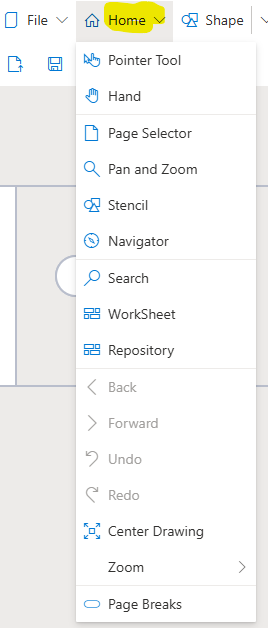 File Home Shape
Pointer Tool
Hand
Page Selector
Pan and Zoom
Stencil
Navigator
Search
WorkSheet
Repository
Back
Forward
Undo
Redo
Center Drawing
Zoom
Page Breaks